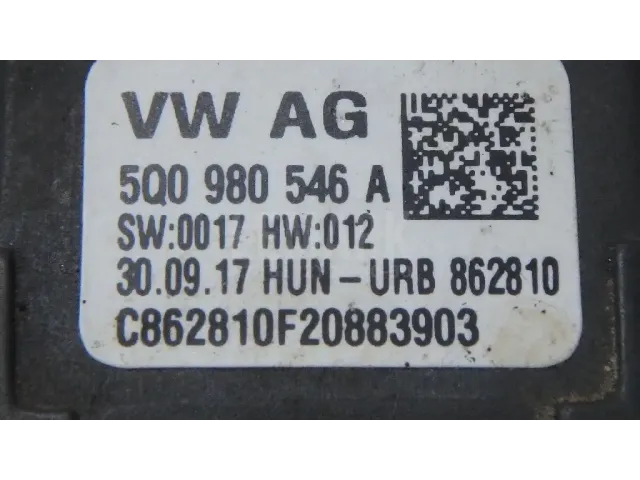 VW AG
5Q0 980 546 A
SW:0017 HW:012
30.09.17 HUN-URB 862810
C862810F20883903